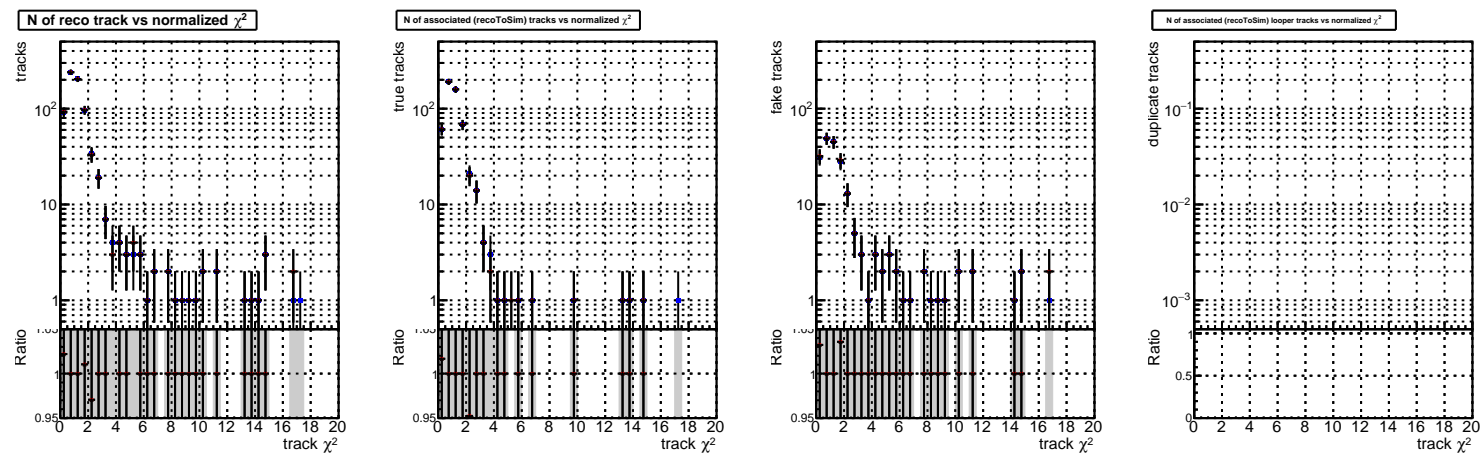 N of reco track vs normalized χ²
tracks
10²
10
1
Ratio
1.05
1
0.95
0 2 4 6 8 10 12 14 16 18 20
track χ²
N of associated (recoToSim) tracks vs normalized χ²
true tracks
10²
10
1
Ratio
1.05
1
0.95
0 2 4 6 8 10 12 14 16 18 20
track χ²
fake tracks
10²
10
1
Ratio
1.05
1
0.95
0 2 4 6 8 10 12 14 16 18 20
track χ²
N of associated (recoToSim) looper tracks vs normalized χ²
duplicate tracks
10⁻¹
10⁻²
10⁻³
Ratio
1
0.5
0
0 2 4 6 8 10 12 14 16 18 20
track χ²